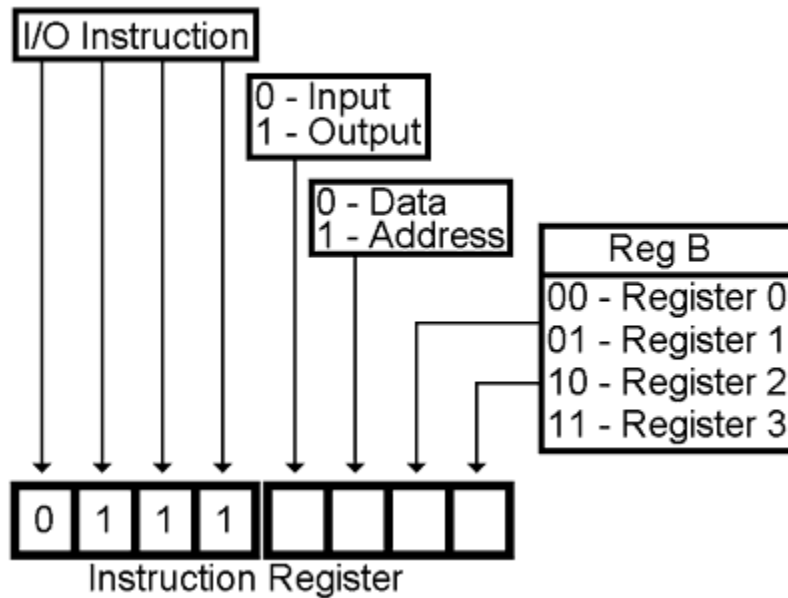 I/O Instruction
0 - Input
1 - Output
0 - Data
1 - Address
Reg B
00 - Register 0
01 - Register 1
10 - Register 2
11 - Register 3
0 1 1 1
Instruction Register